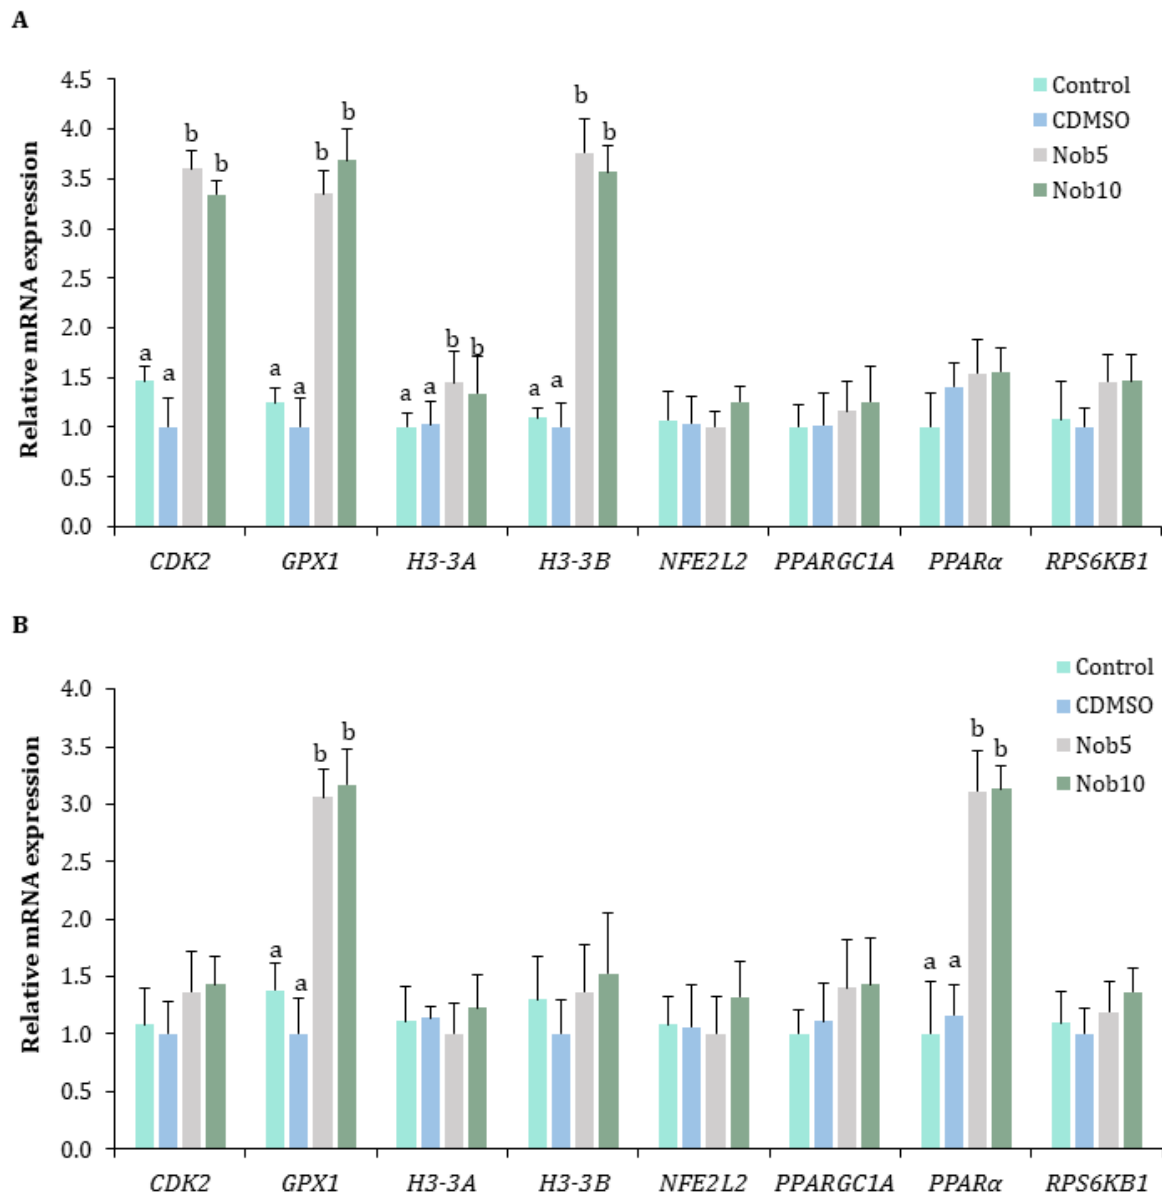 A
4.5
4.0
3.5
3.0
2.5
2.0
1.5
1.0
0.5
0.0
Relative mRNA expression
Control
CDMSO
Nob5
Nob10
a a b b
a a b b
a a b b
a a b b
CDK2 GPX1 H3-3A H3-3B NFE2L2 PPARGC1A PPARα RPS6KB1
B
4.0
3.5
3.0
2.5
2.0
1.5
1.0
0.5
0.0
Relative mRNA expression
Control
CDMSO
Nob5
Nob10
a a b b
a a b b
CDK2 GPX1 H3-3A H3-3B NFE2L2 PPARGC1A PPARα RPS6KB1